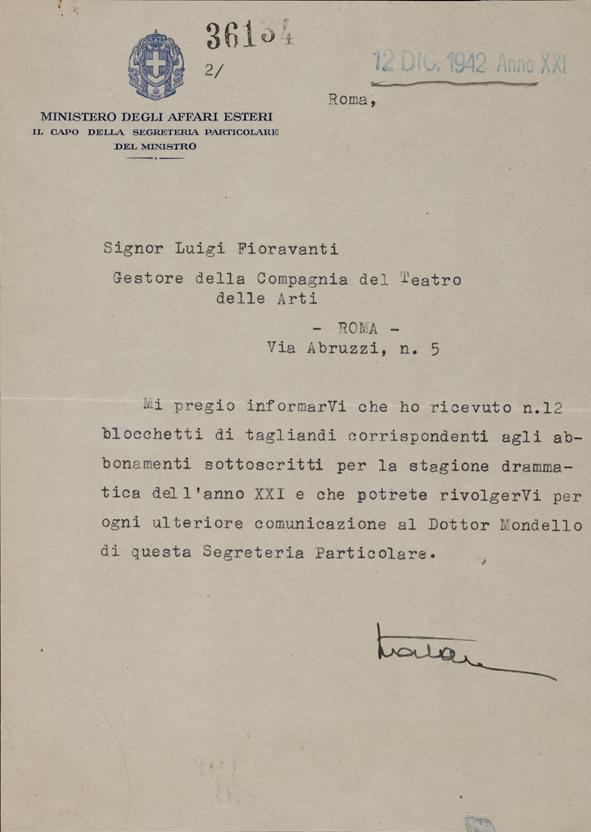 36134
2/
12 DIC. 1942 Anno XXI
Roma,
MINISTERO DEGLI AFFARI ESTERI
IL CAPO DELLA SEGRETERIA PARTICOLARE
DEL MINISTRO
Signor Luigi Fioravanti
Gestore della Compagnia del Teatro
delle Arti
- ROMA -
Via Abruzzi, n. 5
Mi pregio informarVi che ho ricevuto n.12
blocchetti di tagliandi corrispondenti agli ab-
bonamenti sottoscritti per la stagione dramma-
tica dell'anno XXI e che potrete rivolgerVi per
ogni ulteriore comunicazione al Dottor Mondello
di questa Segreteria Particolare.